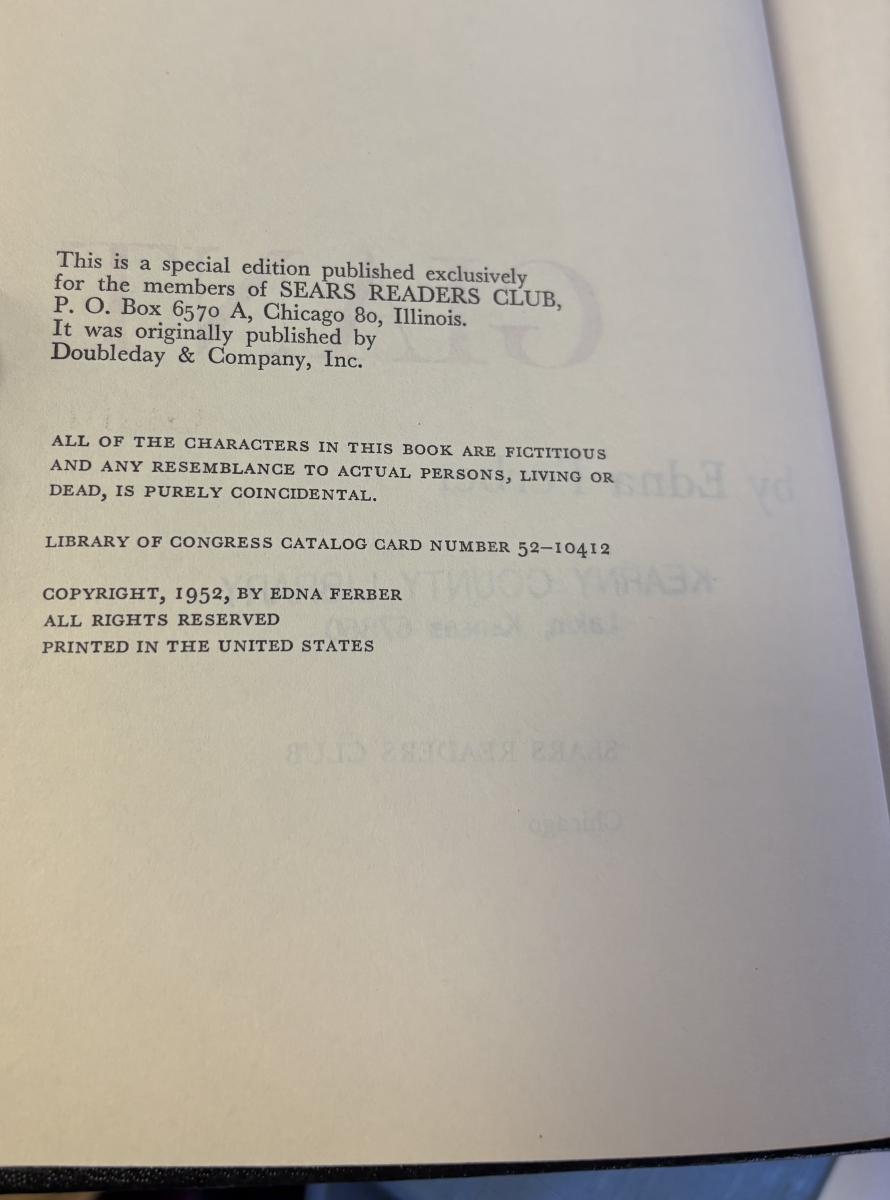 This is a special edition published exclusively
for the members of SEARS READERS CLUB,
P. O. Box 6570 A, Chicago 80, Illinois.
It was originally published by
Doubleday & Company, Inc.
ALL OF THE CHARACTERS IN THIS BOOK ARE FICTITIOUS
AND ANY RESEMBLANCE TO ACTUAL PERSONS, LIVING OR
DEAD, IS PURELY COINCIDENTAL.
LIBRARY OF CONGRESS CATALOG CARD NUMBER 52–10412
COPYRIGHT, 1952, BY EDNA FERBER
ALL RIGHTS RESERVED
PRINTED IN THE UNITED STATES